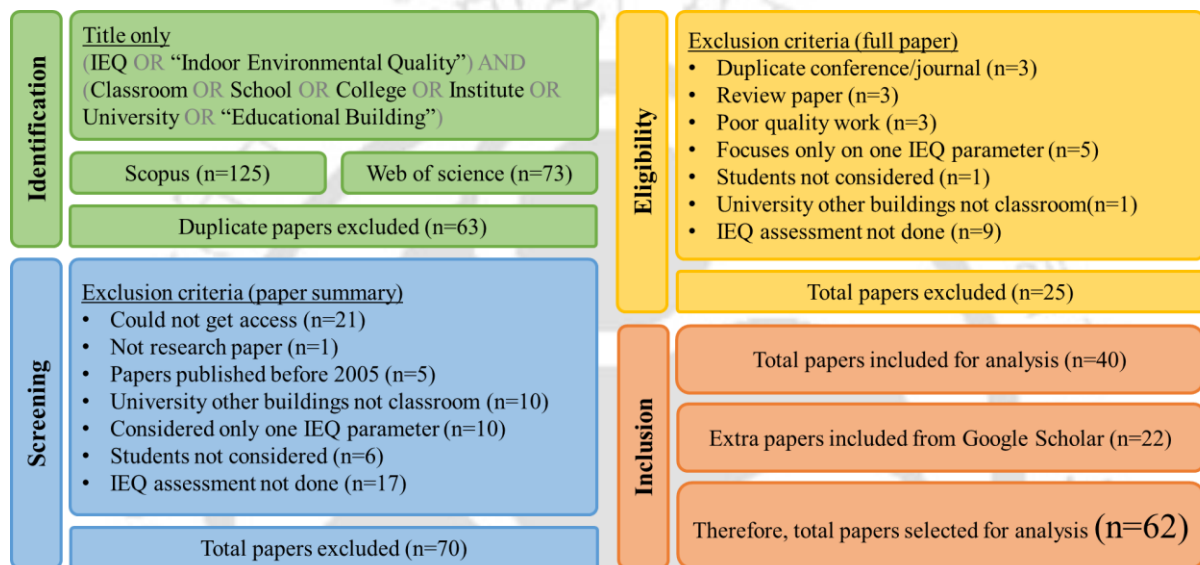 Identification
Title only
(IEQ OR “Indoor Environmental Quality”) AND
(Classroom OR School OR College OR Institute OR
University OR “Educational Building”)
Scopus (n=125)
Web of science (n=73)
Duplicate papers excluded (n=63)
Screening
Exclusion criteria (paper summary)
• Could not get access (n=21)
• Not research paper (n=1)
• Papers published before 2005 (n=5)
• University other buildings not classroom (n=10)
• Considered only one IEQ parameter (n=10)
• Students not considered (n=6)
• IEQ assessment not done (n=17)
Total papers excluded (n=70)
Eligibility
Exclusion criteria (full paper)
• Duplicate conference/journal (n=3)
• Review paper (n=3)
• Poor quality work (n=3)
• Focuses only on one IEQ parameter (n=5)
• Students not considered (n=1)
• University other buildings not classroom(n=1)
• IEQ assessment not done (n=9)
Total papers excluded (n=25)
Inclusion
Total papers included for analysis (n=40)
Extra papers included from Google Scholar (n=22)
Therefore, total papers selected for analysis (n=62)